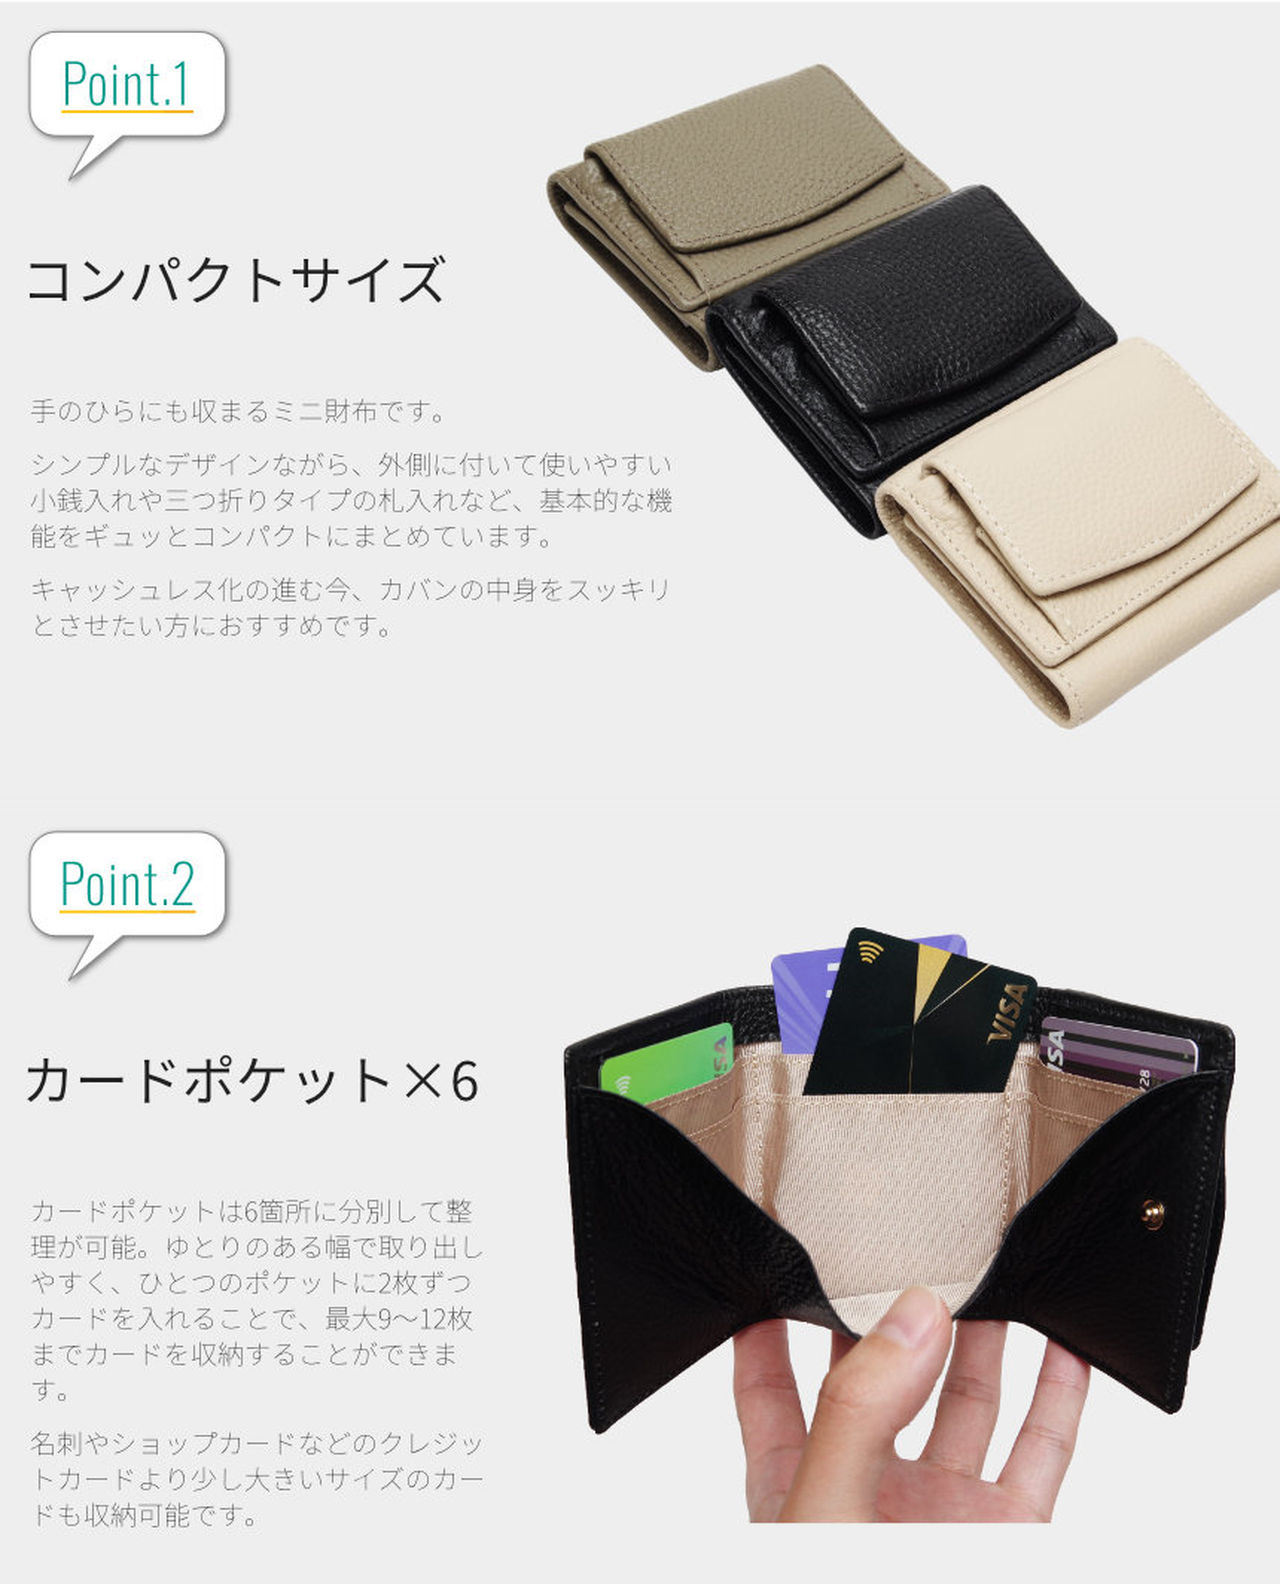 Point.1
コンパクトサイズ
手のひらにも収まるミニ財布です。
シンプルなデザインながら、外側に付いて使いやすい
小銭入れや三つ折りタイプの札入れなど、基本的な機
能をギュッとコンパクトにまとめています。
キャッシュレス化の進む今、カバンの中身をスッキリ
とさせたい方におすすめです。
Point.2
カードポケット×6
カードポケットは6箇所に分別して整
理が可能。ゆとりのある幅で取り出し
やすく、ひとつのポケットに2枚ずつ
カードを入れることで、最大9〜12枚
までカードを収納することができま
す。
名刺やショップカードなどのクレジッ
トカードより少し大きいサイズのカー
ドも収納可能です。
VISA